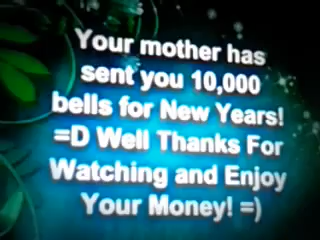 Your mother has
sent you 10,000
bells for New Years!
=D Well Thanks For
Watching and Enjoy
Your Money! =)